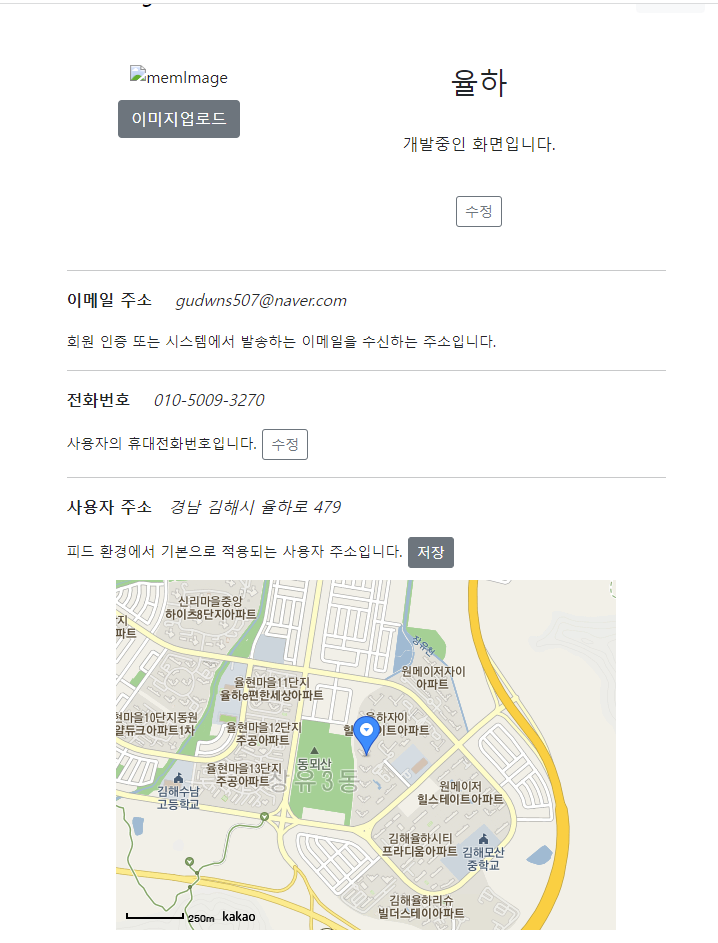 memImage
이미지업로드
율하
개발중인 화면입니다.
수정
이메일 주소 gudwns507@naver.com
회원 인증 또는 시스템에서 발송하는 이메일을 수신하는 주소입니다.
전화번호 010-5009-3270
사용자의 휴대전화번호입니다. 수정
사용자 주소 경남 김해시 율하로 479
피드 환경에서 기본으로 적용되는 사용자 주소입니다. 저장
신리마을중앙
하이츠8단지아파트
지
파트
장유천
원메이저자이
아파트
율현마을11단지
율하e편한세상아파트
현마을10단지동원
얄듀크아파트1차
율현마을12단지
주공아파트
율하자이
힐스테이트아파트
동뫼산
율현마을13단지
주공아파트
장유3동
김해수남
고등학교
원메이저
힐스테이트아파트
김해율하시티
프라디움아파트
김해모산
중학교
김해율하리슈
빌더스테이아파트
250m kakao